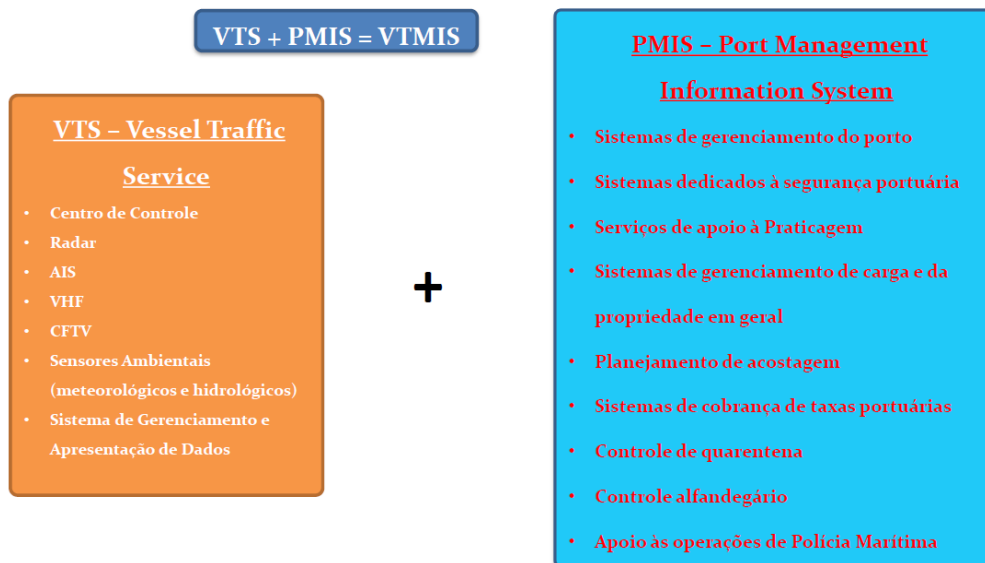 VTS + PMIS = VTMIS
VTS – Vessel Traffic
Service
• Centro de Controle
• Radar
• AIS
• VHF
• CFTV
• Sensores Ambientais
(meteorológicos e hidrológicos)
• Sistema de Gerenciamento e
Apresentação de Dados
+
PMIS – Port Management
Information System
• Sistemas de gerenciamento do porto
• Sistemas dedicados à segurança portuária
• Serviços de apoio à Praticagem
• Sistemas de gerenciamento de carga e da
propriedade em geral
• Planejamento de acostagem
• Sistemas de cobrança de taxas portuárias
• Controle de quarentena
• Controle alfandegário
• Apoio às operações de Polícia Marítima